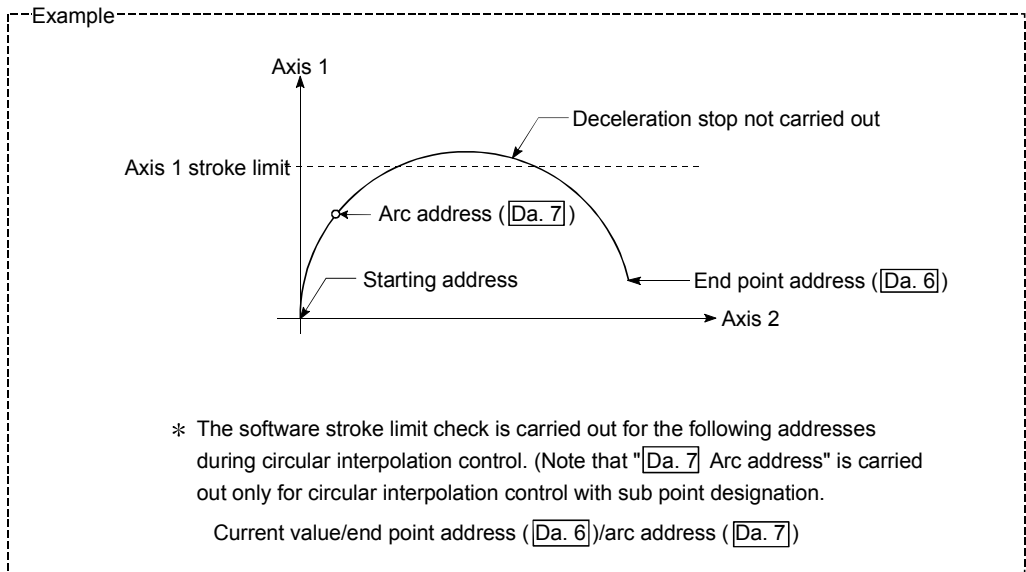 Example
Axis 1
Deceleration stop not carried out
Axis 1 stroke limit
Arc address ( Da. 7 )
Starting address
End point address ( Da. 6 )
Axis 2
* The software stroke limit check is carried out for the following addresses
during circular interpolation control. (Note that "Da. 7 Arc address" is carried
out only for circular interpolation control with sub point designation.
Current value/end point address ( Da. 6 )/arc address ( Da. 7 )